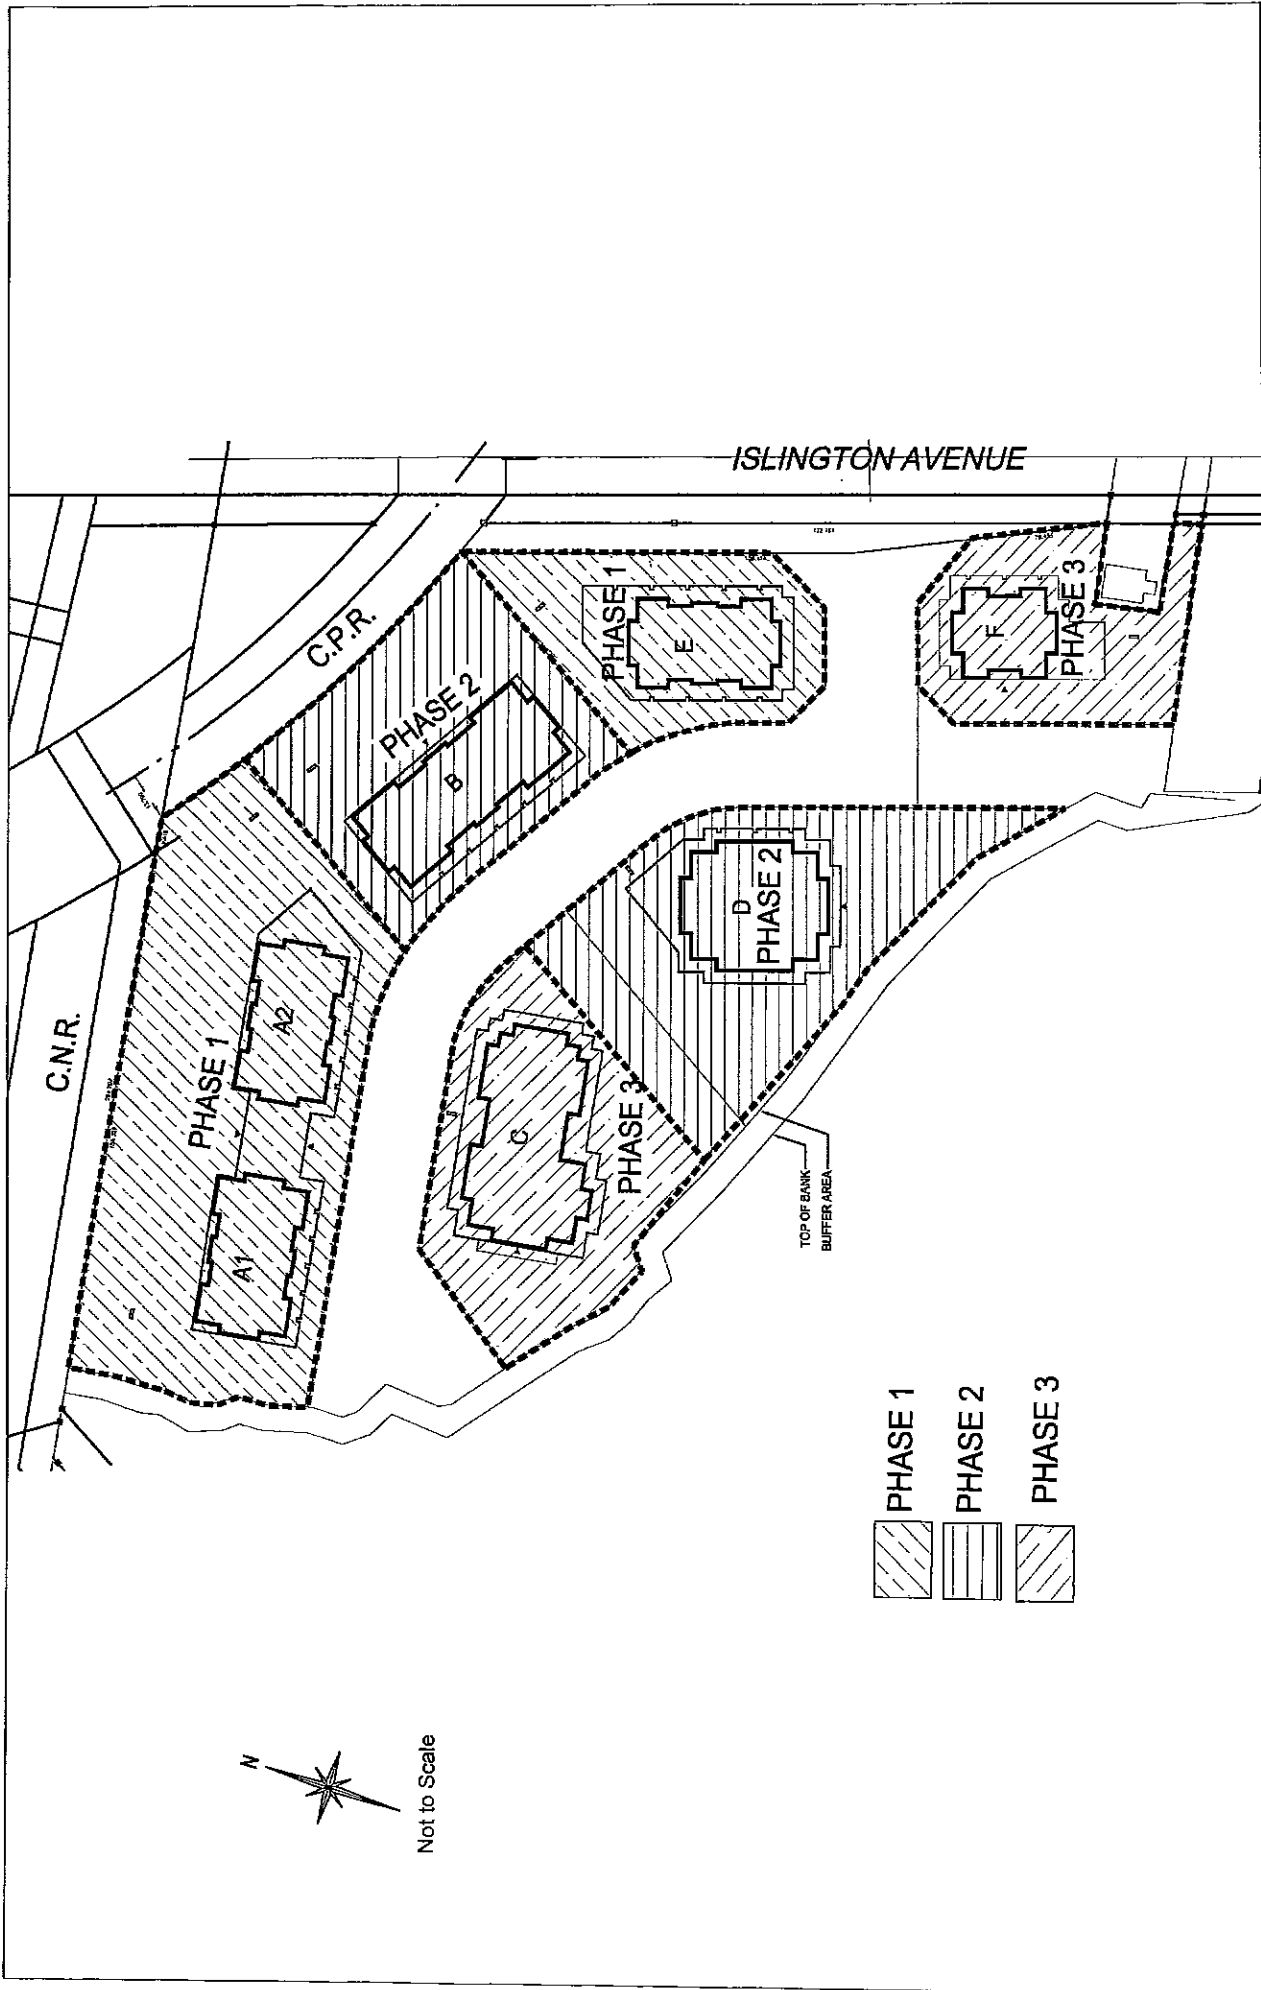 ISLINGTON AVENUE
C.P.R.
C.N.R.
PHASE 1
A1
A2
PHASE 2
B
PHASE 1
E
PHASE 3
F
D
PHASE 2
C
PHASE 3
TOP OF BANK
BUFFER AREA
N
Not to Scale
PHASE 1
PHASE 2
PHASE 3